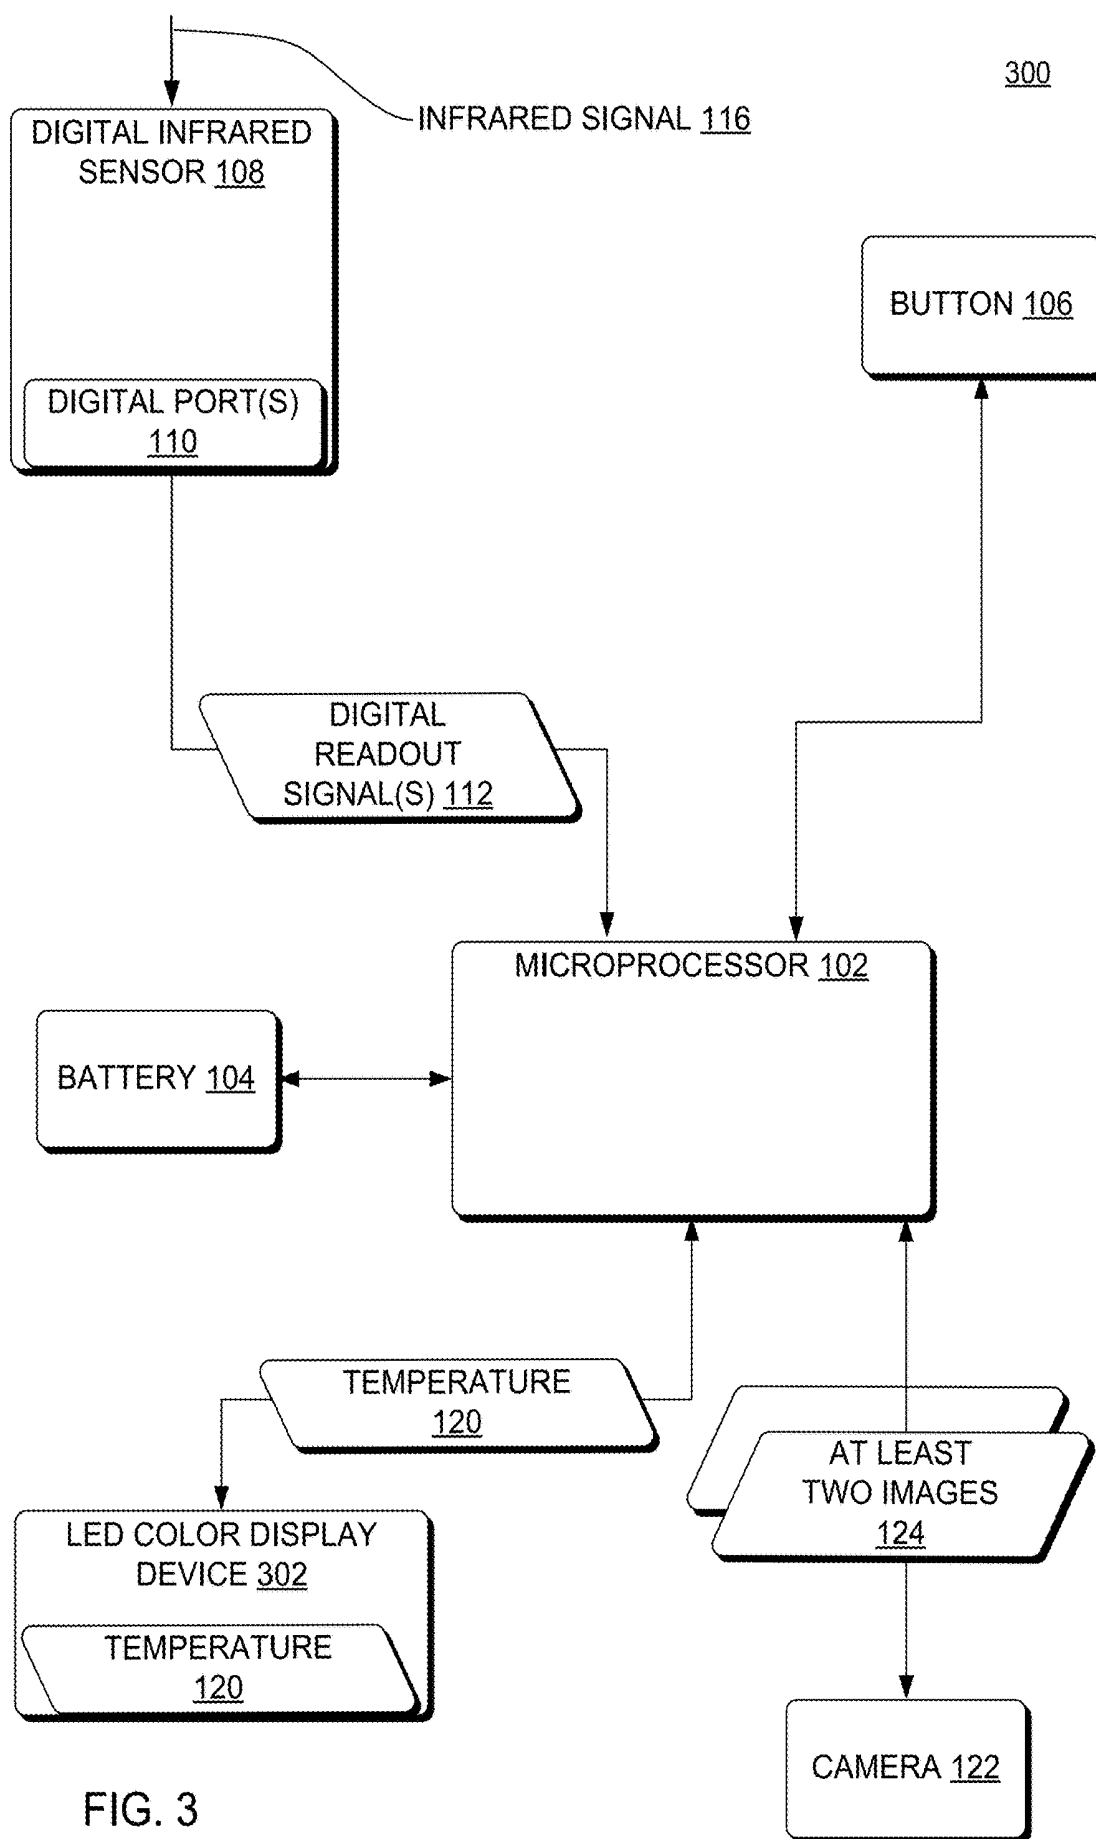 300
INFRARED SIGNAL 116
DIGITAL INFRARED
SENSOR 108
BUTTON 106
DIGITAL PORT(S)
110
DIGITAL
READOUT
SIGNAL(S) 112
MICROPROCESSOR 102
BATTERY 104
TEMPERATURE
120
AT LEAST
TWO IMAGES
124
LED COLOR DISPLAY
DEVICE 302
TEMPERATURE
120
CAMERA 122
FIG. 3